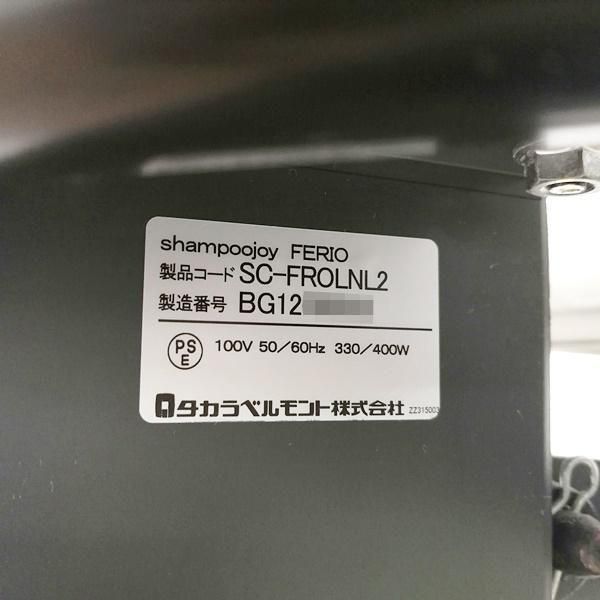 shampoojoy FERIO
製品コード SC-FROLNL2
製造番号 BG12
PS
E
100V 50/60Hz 330/400W
タカラベルモント株式会社 ZZ315003